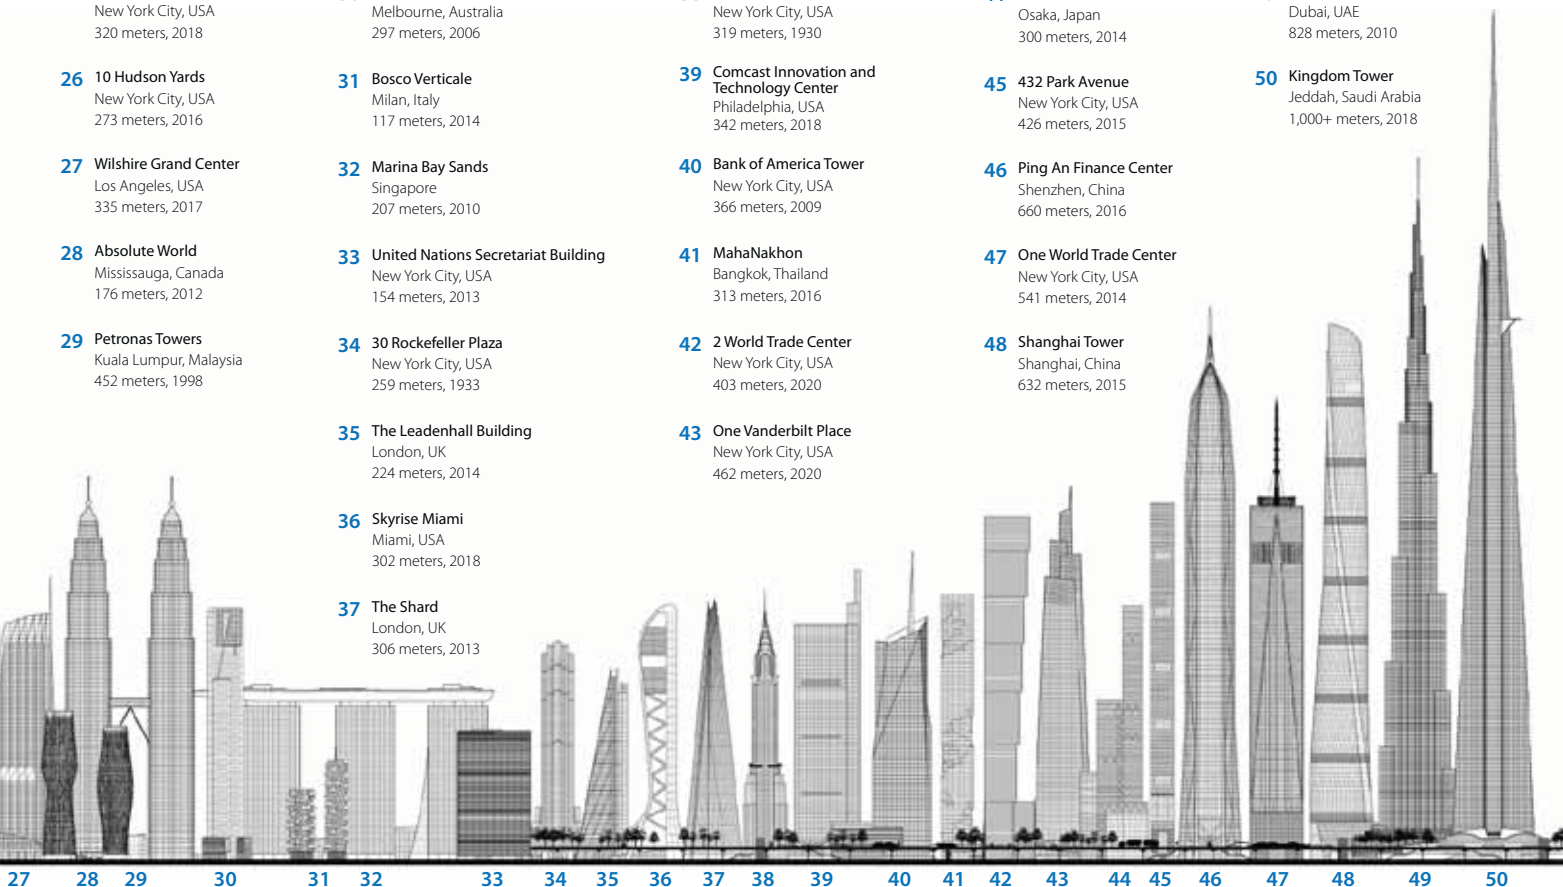 New York City, USA
320 meters, 2018
26 10 Hudson Yards
New York City, USA
273 meters, 2016
27 Wilshire Grand Center
Los Angeles, USA
335 meters, 2017
28 Absolute World
Mississauga, Canada
176 meters, 2012
29 Petronas Towers
Kuala Lumpur, Malaysia
452 meters, 1998
Melbourne, Australia
297 meters, 2006
31 Bosco Verticale
Milan, Italy
117 meters, 2014
32 Marina Bay Sands
Singapore
207 meters, 2010
33 United Nations Secretariat Building
New York City, USA
154 meters, 2013
34 30 Rockefeller Plaza
New York City, USA
259 meters, 1933
35 The Leadenhall Building
London, UK
224 meters, 2014
36 Skyrise Miami
Miami, USA
302 meters, 2018
37 The Shard
London, UK
306 meters, 2013
New York City, USA
319 meters, 1930
39 Comcast Innovation and
Technology Center
Philadelphia, USA
342 meters, 2018
40 Bank of America Tower
New York City, USA
366 meters, 2009
41 MahaNakhon
Bangkok, Thailand
313 meters, 2016
42 2 World Trade Center
New York City, USA
403 meters, 2020
43 One Vanderbilt Place
New York City, USA
462 meters, 2020
Osaka, Japan
300 meters, 2014
45 432 Park Avenue
New York City, USA
426 meters, 2015
46 Ping An Finance Center
Shenzhen, China
660 meters, 2016
47 One World Trade Center
New York City, USA
541 meters, 2014
48 Shanghai Tower
Shanghai, China
632 meters, 2015
Dubai, UAE
828 meters, 2010
50 Kingdom Tower
Jeddah, Saudi Arabia
1,000+ meters, 2018
27 28 29 30 31 32 33 34 35 36 37 38 39 40 41 42 43 44 45 46 47 48 49 50